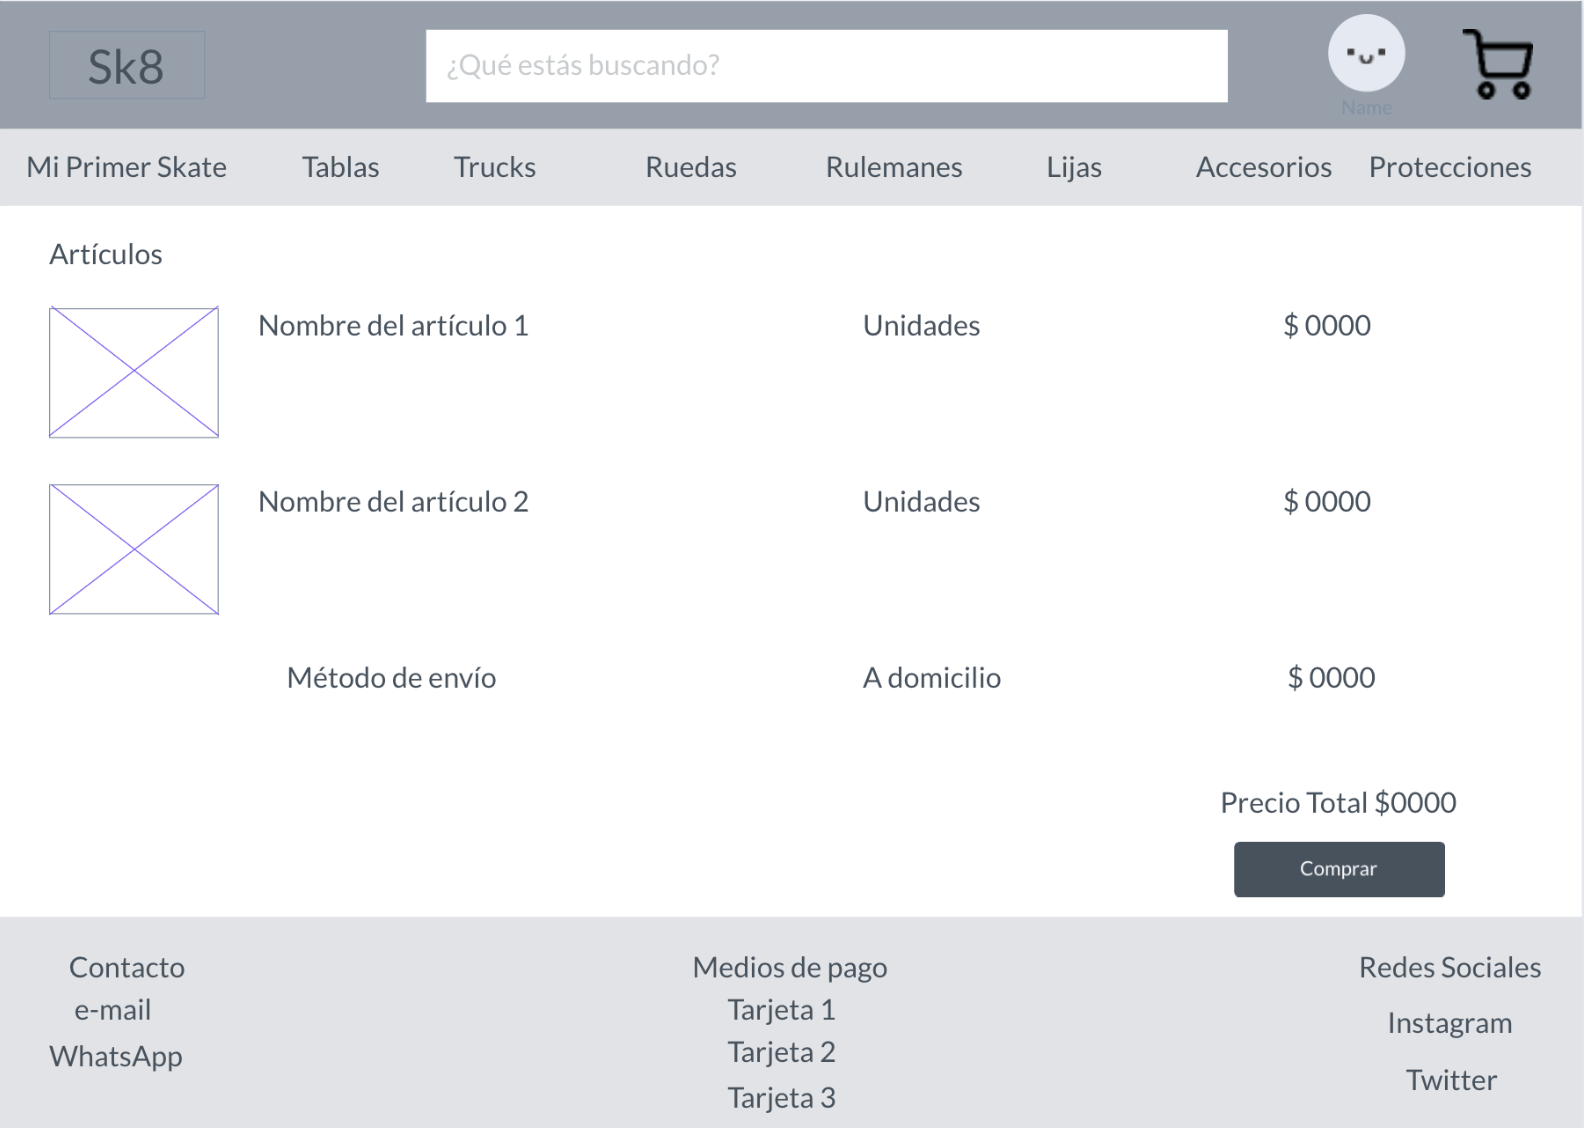 Sk8
¿Qué estás buscando?
Name
Mi Primer Skate Tablas Trucks Ruedas Rulemanes Lijas Accesorios Protecciones
Artículos
Nombre del artículo 1 Unidades $ 0000
Nombre del artículo 2 Unidades $ 0000
Método de envío A domicilio $ 0000
Precio Total $0000
Comprar
Contacto
e-mail
WhatsApp
Medios de pago
Tarjeta 1
Tarjeta 2
Tarjeta 3
Redes Sociales
Instagram
Twitter